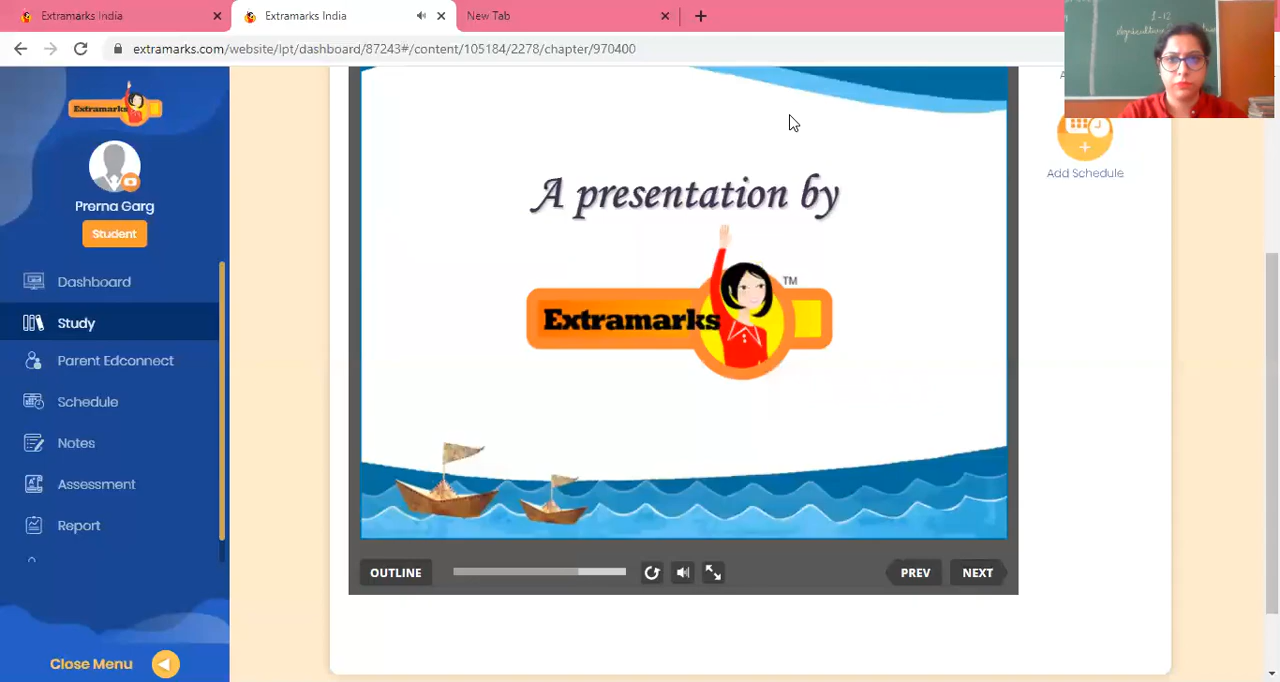 Extramarks India
Extramarks India
New Tab
extramarks.com/website/lpt/dashboard/87243#/content/105184/2278/chapter/970400
L-12
Extramarks
Prerna Garg
Student
Dashboard
Study
Parent Edconnect
Schedule
Notes
Assessment
Report
Close Menu
A presentation by
Extramarks
TM
OUTLINE
PREV
NEXT
Add Schedule